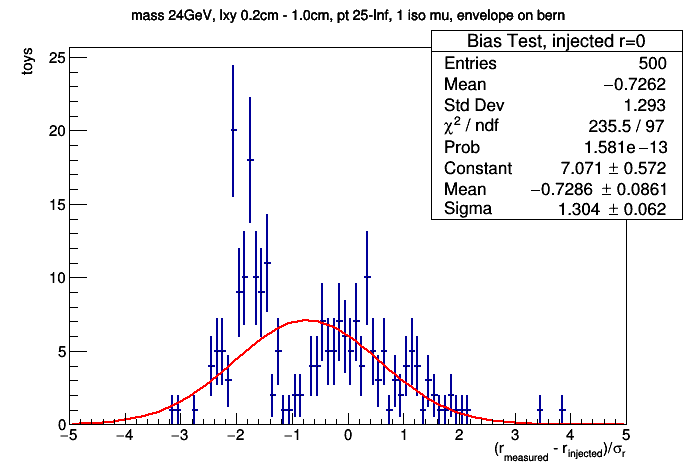 mass 24GeV, lxy 0.2cm - 1.0cm, pt 25-Inf, 1 iso mu, envelope on bern
Bias Test, injected r=0
Entries 500
Mean −0.7262
Std Dev 1.293
χ² / ndf 235.5 / 97
Prob 1.581e−13
Constant 7.071 ± 0.572
Mean −0.7286 ± 0.0861
Sigma 1.304 ± 0.062
toys
25
20
15
10
5
0
−5 −4 −3 −2 −1 0 1 2 3 4 5
(r_measured - r_injected)/σ_r